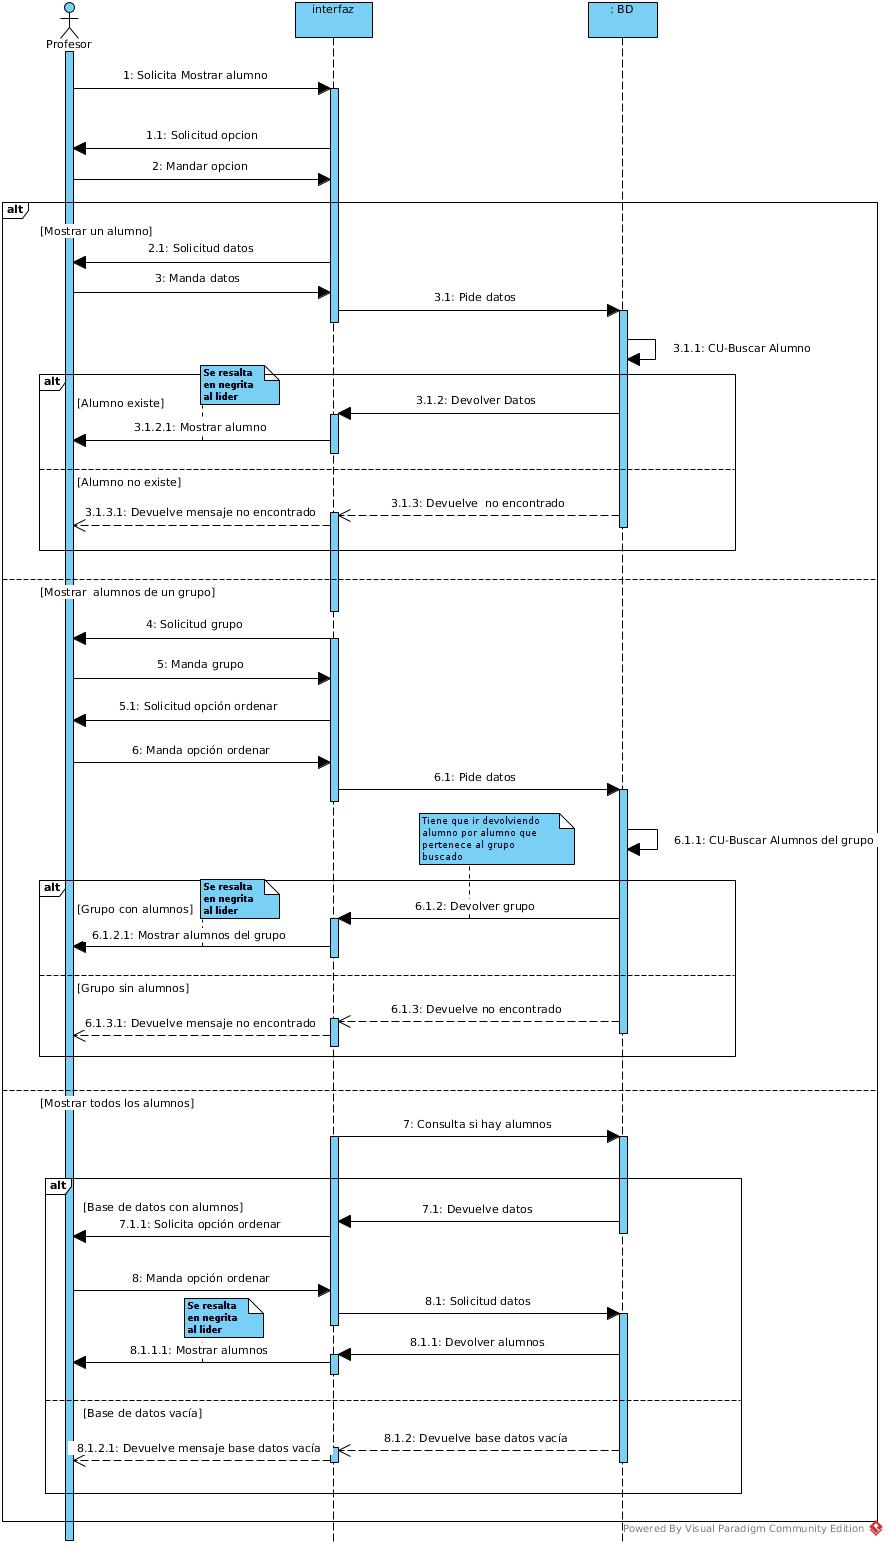 interfaz
: BD
Profesor
1: Solicita Mostrar alumno
1.1: Solicitud opcion
2: Mandar opcion
alt
[Mostrar un alumno]
2.1: Solicitud datos
3: Manda datos
3.1: Pide datos
3.1.1: CU-Buscar Alumno
alt
Se resalta
en negrita
al líder
[Alumno existe]
3.1.2: Devolver Datos
3.1.2.1: Mostrar alumno
[Alumno no existe]
3.1.3: Devuelve  no encontrado
3.1.3.1: Devuelve mensaje no encontrado
[Mostrar  alumnos de un grupo]
4: Solicitud grupo
5: Manda grupo
5.1: Solicitud opción ordenar
6: Manda opción ordenar
6.1: Pide datos
Tiene que ir devolviendo
alumno por alumno que
pertenece al grupo
buscado
6.1.1: CU-Buscar Alumnos del grupo
alt
Se resalta
en negrita
al líder
[Grupo con alumnos]
6.1.2: Devolver grupo
6.1.2.1: Mostrar alumnos del grupo
[Grupo sin alumnos]
6.1.3: Devuelve no encontrado
6.1.3.1: Devuelve mensaje no encontrado
[Mostrar todos los alumnos]
7: Consulta si hay alumnos
alt
[Base de datos con alumnos]
7.1: Devuelve datos
7.1.1: Solicita opción ordenar
8: Manda opción ordenar
8.1: Solicitud datos
Se resalta
en negrita
al líder
8.1.1: Devolver alumnos
8.1.1.1: Mostrar alumnos
[Base de datos vacía]
8.1.2: Devuelve base datos vacía
8.1.2.1: Devuelve mensaje base datos vacía
Powered By Visual Paradigm Community Edition